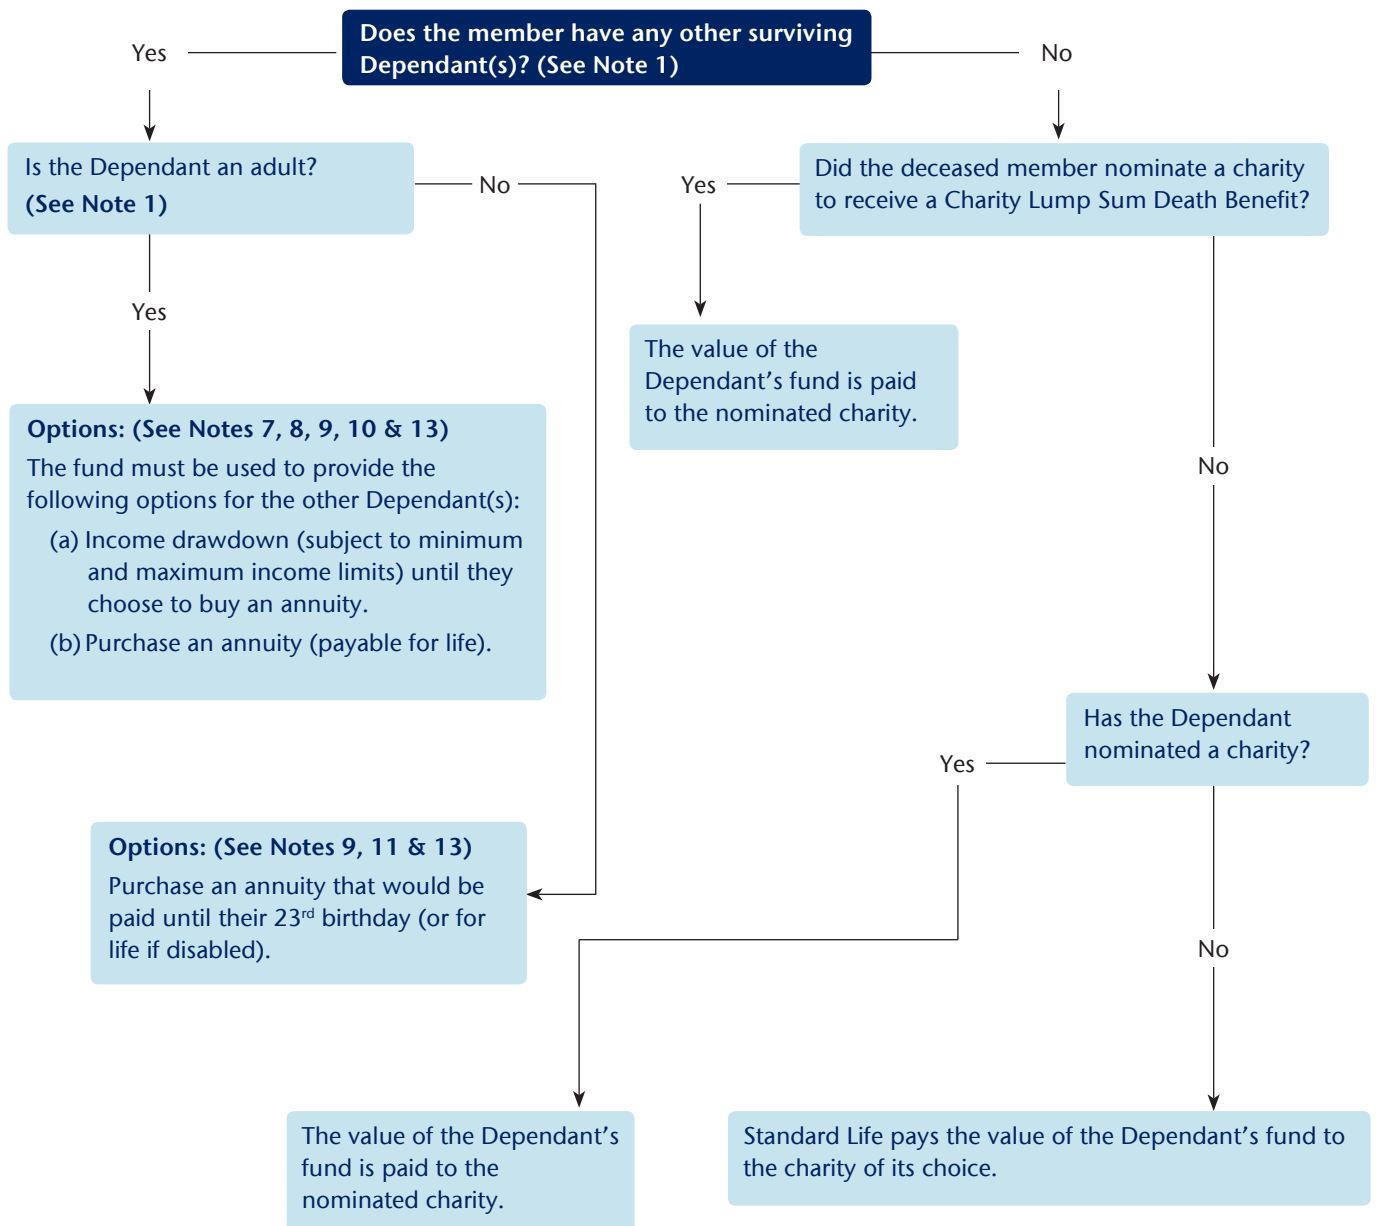 Does the member have any other surviving
Dependant(s)? (See Note 1)
Yes
No
Is the Dependant an adult?
(See Note 1)
No
Yes
Did the deceased member nominate a charity
to receive a Charity Lump Sum Death Benefit?
Yes
The value of the
Dependant’s fund is paid
to the nominated charity.
Options: (See Notes 7, 8, 9, 10 & 13)
The fund must be used to provide the
following options for the other Dependant(s):
(a) Income drawdown (subject to minimum
and maximum income limits) until they
choose to buy an annuity.
(b) Purchase an annuity (payable for life).
No
Has the Dependant
nominated a charity?
Yes
Options: (See Notes 9, 11 & 13)
Purchase an annuity that would be
paid until their 23rd birthday (or for
life if disabled).
No
The value of the Dependant’s
fund is paid to the
nominated charity.
Standard Life pays the value of the Dependant’s fund to
the charity of its choice.